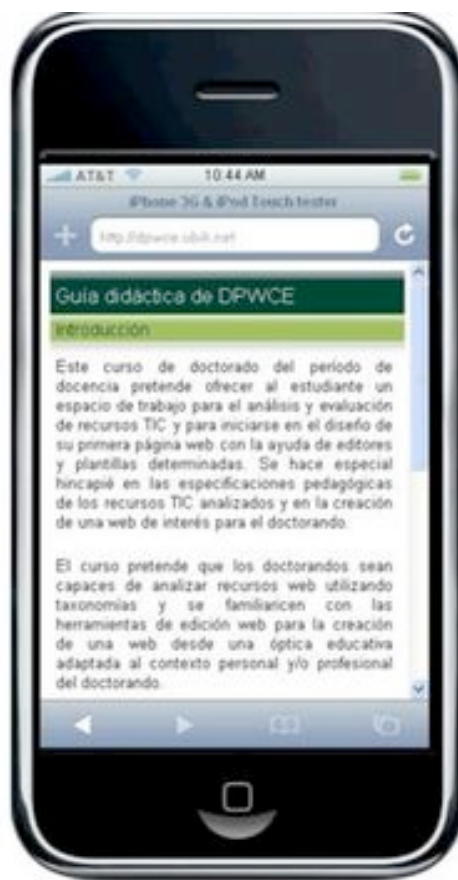 AT&T 10:44 AM
iPhone 3G & iPod Touch tester
http://dpwce.ubik.net
Guía didáctica de DPWCE
Introducción
Este curso de doctorado del período de
docencia pretende ofrecer al estudiante un
espacio de trabajo para el análisis y evaluación
de recursos TIC y para iniciarse en el diseño de
su primera página web con la ayuda de editores
y plantillas determinadas. Se hace especial
hincapié en las especificaciones pedagógicas
de los recursos TIC analizados y en la creación
de una web de interés para el doctorando.
El curso pretende que los doctorandos sean
capaces de analizar recursos web utilizando
taxonomías y se familiaricen con las
herramientas de edición web para la creación
de una web desde una óptica educativa
adaptada al contexto personal y/o profesional
del doctorando.